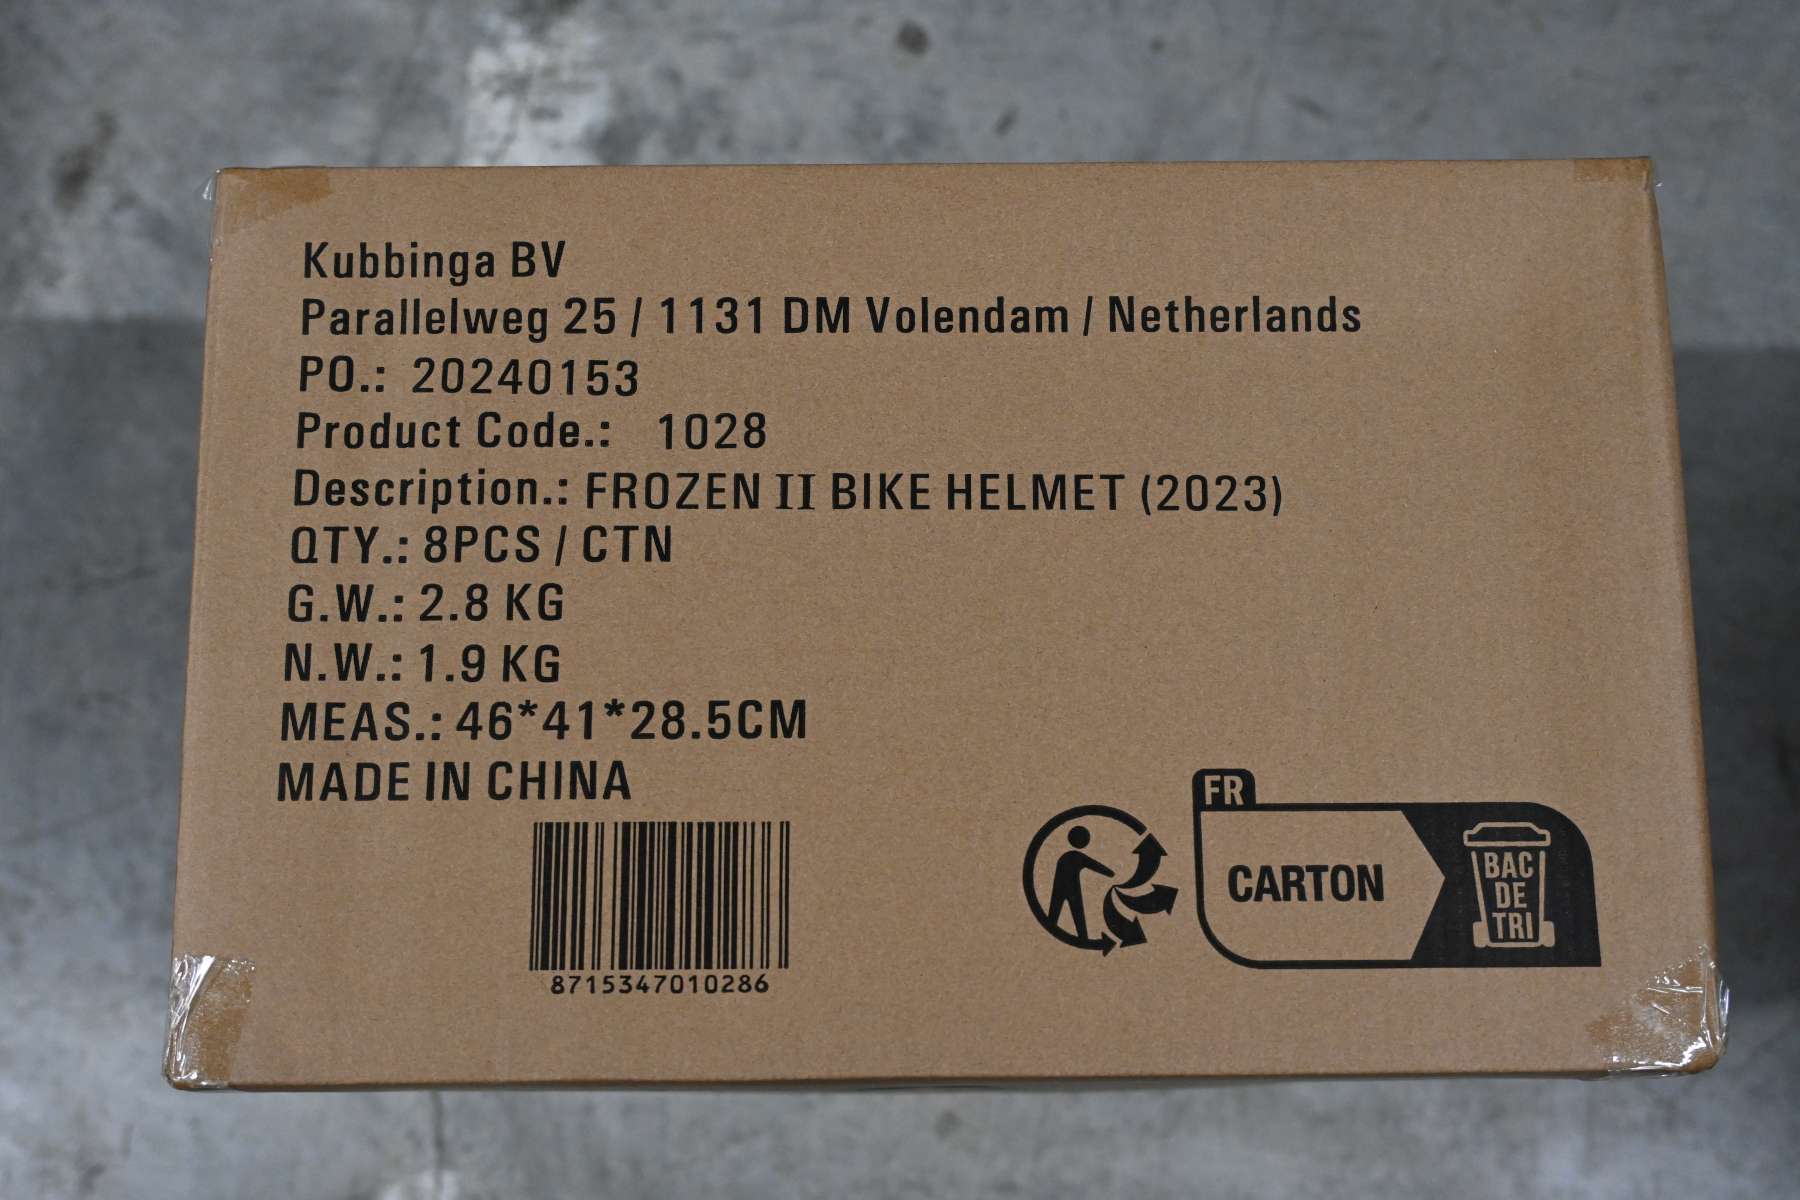 Kubbinga BV
Parallelweg 25 / 1131 DM Volendam / Netherlands
PO.: 20240153
Product Code.: 1028
Description.: FROZEN II BIKE HELMET (2023)
QTY.: 8PCS / CTN
G.W.: 2.8 KG
N.W.: 1.9 KG
MEAS.: 46*41*28.5CM
MADE IN CHINA
8715347010286
FR
CARTON
BAC
DE
TRI